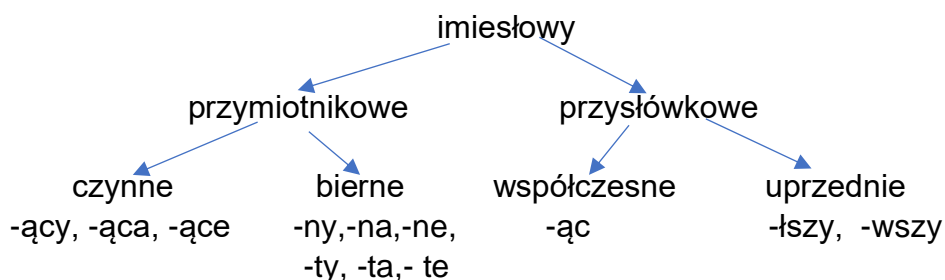 imiesłowy
przymiotnikowe przysłówkowe
czynne bierne współczesne uprzednie
-ący, -ąca, -ące -ny,-na,-ne, -ąc -łszy, -wszy
-ty, -ta,- te